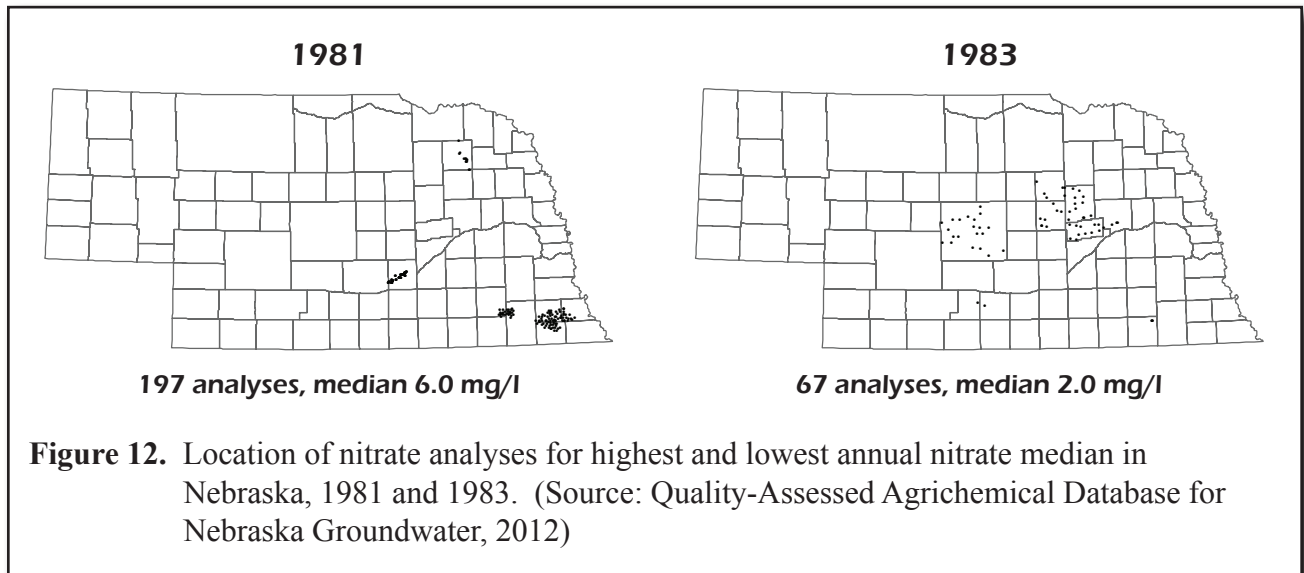 1981
1983
197 analyses, median 6.0 mg/l
67 analyses, median 2.0 mg/l
Figure 12. Location of nitrate analyses for highest and lowest annual nitrate median in
Nebraska, 1981 and 1983. (Source: Quality-Assessed Agrichemical Database for
Nebraska Groundwater, 2012)